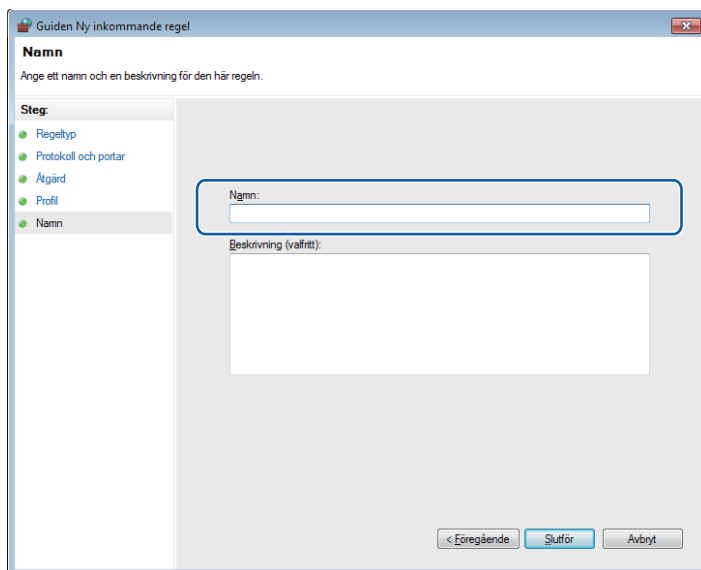 Guiden Ny inkommande regel
Namn
Ange ett namn och en beskrivning för den här regeln.
Steg:
Regeltyp
Protokoll och portar
Åtgärd
Profil
Namn
Namn:
Beskrivning (valfritt):
< Föregående
Slutför
Avbryt